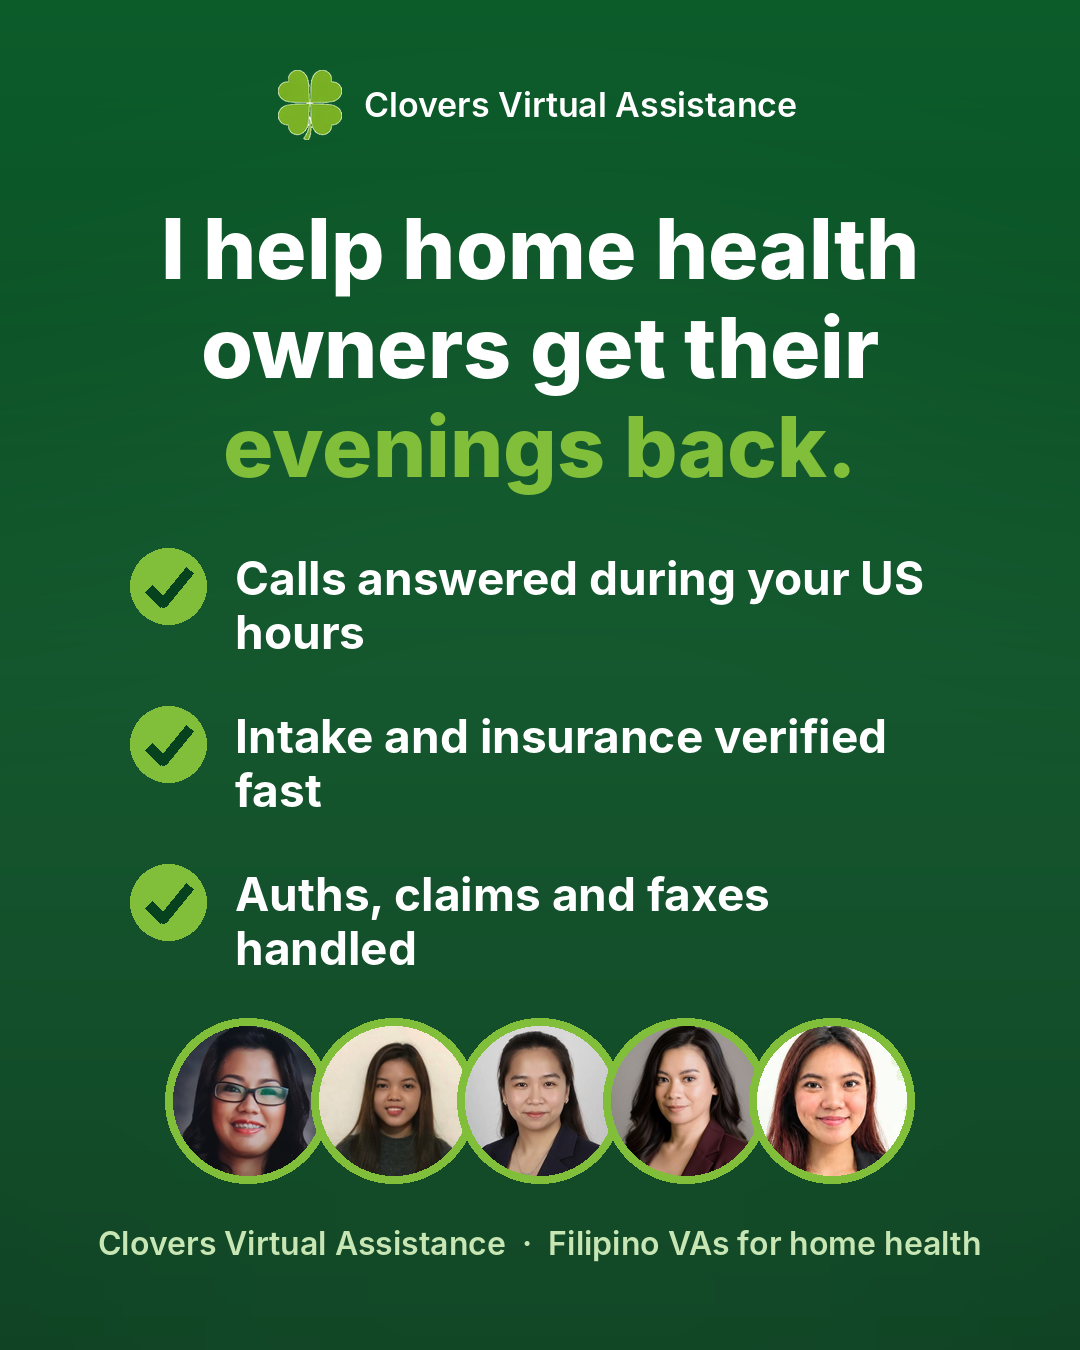 Clovers Virtual Assistance
I help home health
owners get their
evenings back.
Calls answered during your US
hours
Intake and insurance verified
fast
Auths, claims and faxes
handled
Clovers Virtual Assistance · Filipino VAs for home health